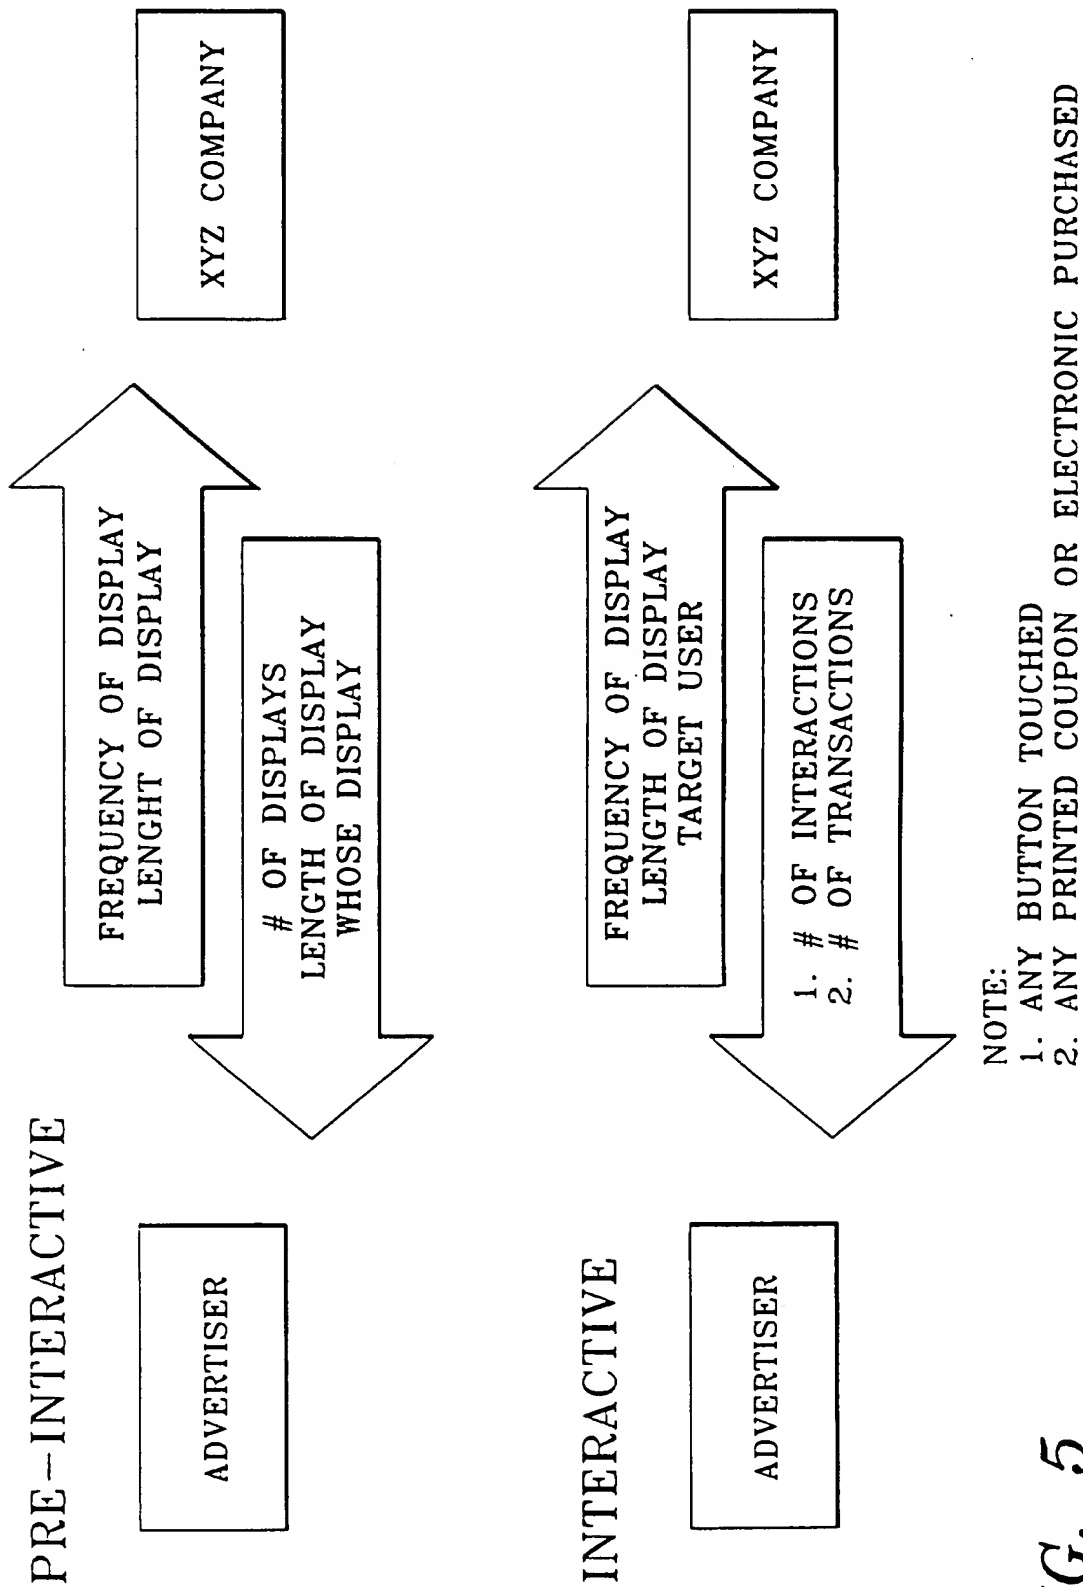 PRE-INTERACTIVE
ADVERTISER
FREQUENCY OF DISPLAY
LENGHT OF DISPLAY
# OF DISPLAYS
LENGTH OF DISPLAY
WHOSE DISPLAY
XYZ COMPANY
INTERACTIVE
ADVERTISER
FREQUENCY OF DISPLAY
LENGTH OF DISPLAY
TARGET USER
1. # OF INTERACTIONS
2. # OF TRANSACTIONS
XYZ COMPANY
NOTE:
1. ANY BUTTON TOUCHED
2. ANY PRINTED COUPON OR ELECTRONIC PURCHASED
G. 5